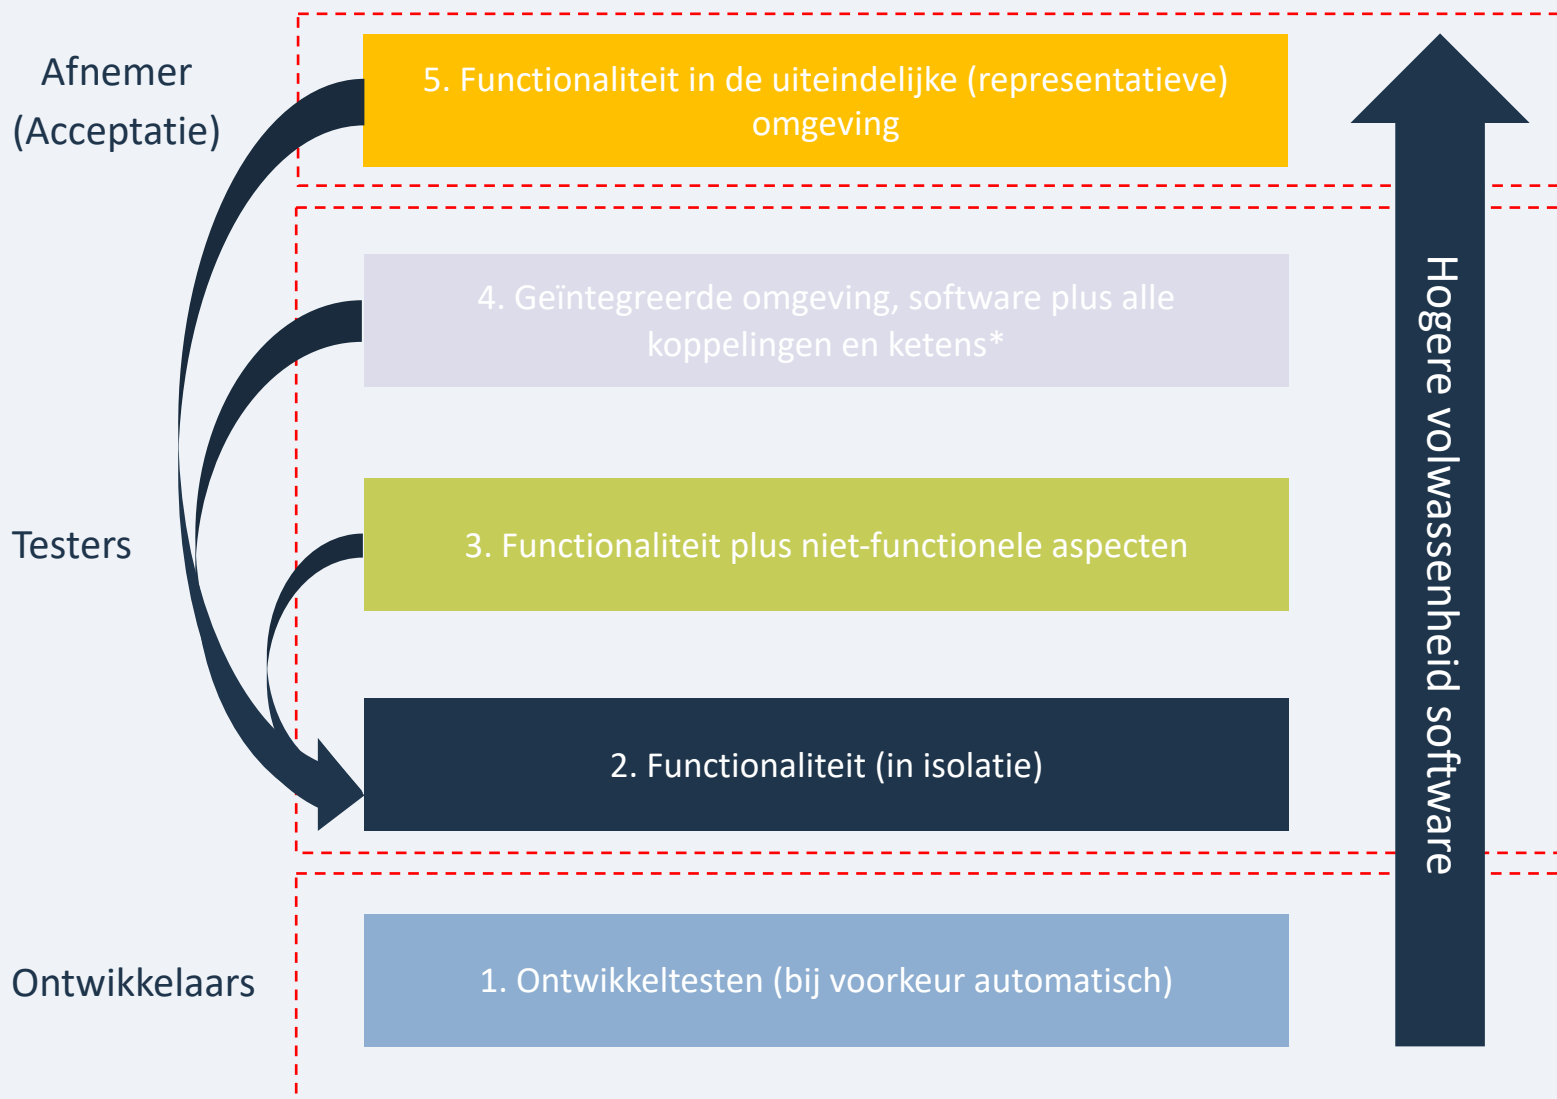 Afnemer
(Acceptatie)
5. Functionaliteit in de uiteindelijke (representatieve)
omgeving
4. Geïntegreerde omgeving, software plus alle
koppelingen en ketens*
Testers
3. Functionaliteit plus niet-functionele aspecten
2. Functionaliteit (in isolatie)
Ontwikkelaars
1. Ontwikkeltesten (bij voorkeur automatisch)
Hogere volwassenheid software